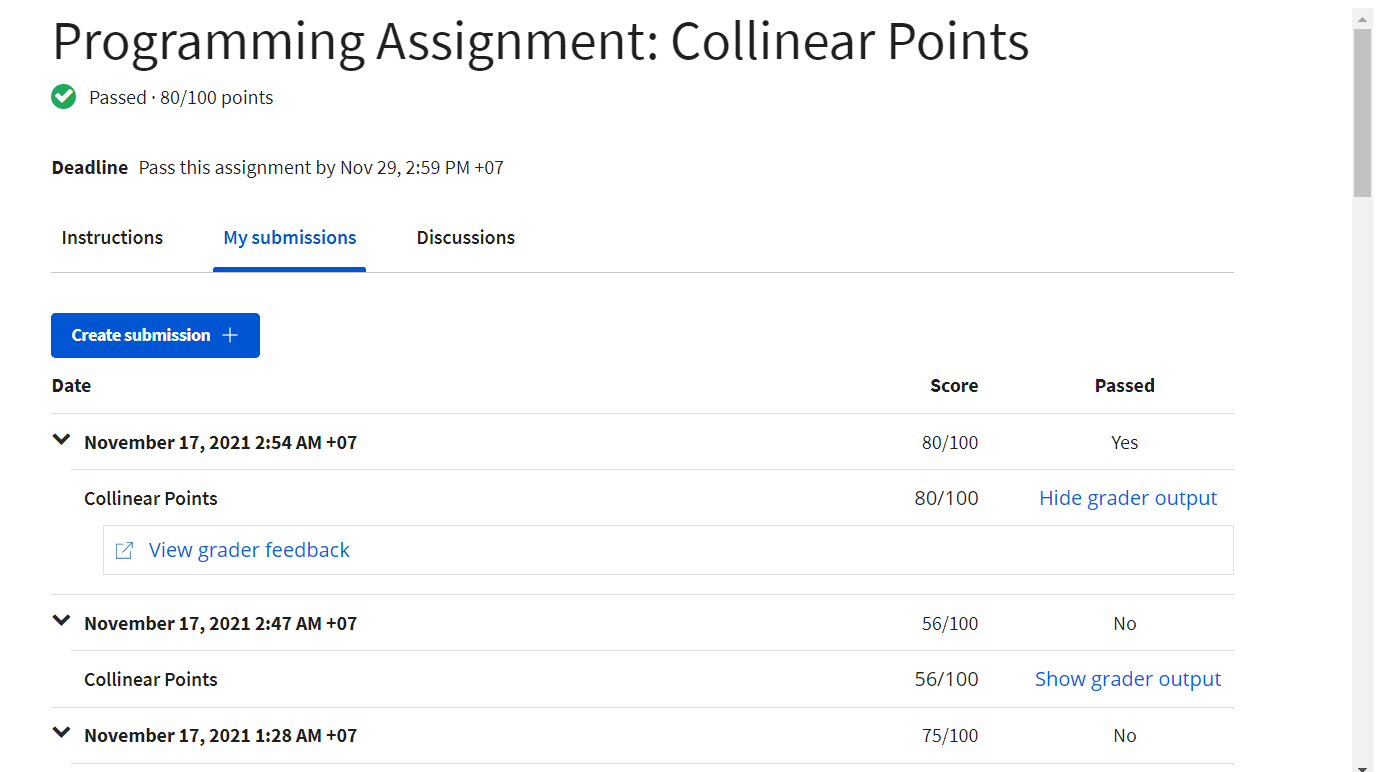 Programming Assignment: Collinear Points
Passed · 80/100 points
Deadline Pass this assignment by Nov 29, 2:59 PM +07
Instructions My submissions Discussions
Create submission +
Date Score Passed
November 17, 2021 2:54 AM +07 80/100 Yes
Collinear Points 80/100 Hide grader output
View grader feedback
November 17, 2021 2:47 AM +07 56/100 No
Collinear Points 56/100 Show grader output
November 17, 2021 1:28 AM +07 75/100 No